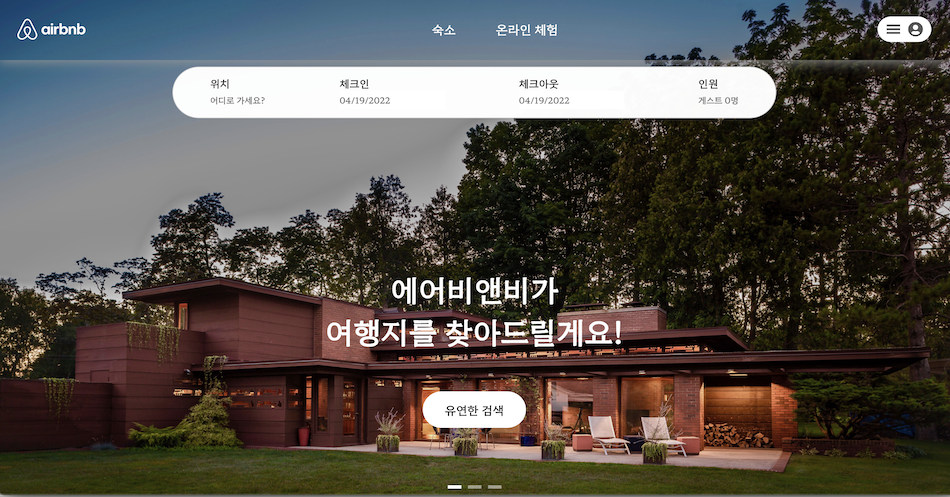 airbnb
숙소
온라인 체험
위치
어디로 가세요?
체크인
04/19/2022
체크아웃
04/19/2022
인원
게스트 0명
에어비앤비가
여행지를 찾아드릴게요!
유연한 검색